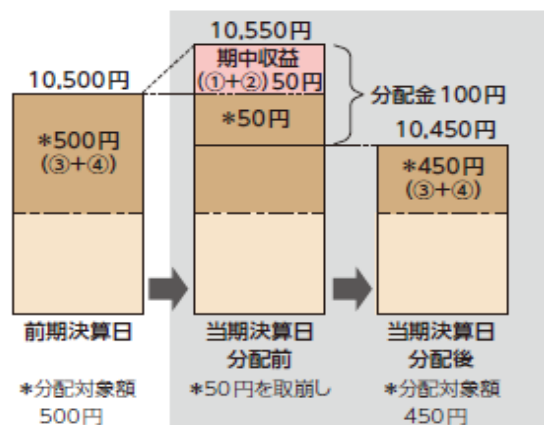 10,550円
期中収益
(①+②)50円
10,500円
分配金100円
*500円
(③+④)
*50円
10,450円
*450円
(③+④)
前期決算日
当期決算日
分配前
当期決算日
分配後
*分配対象額
500円
*50円を取崩し
*分配対象額
450円